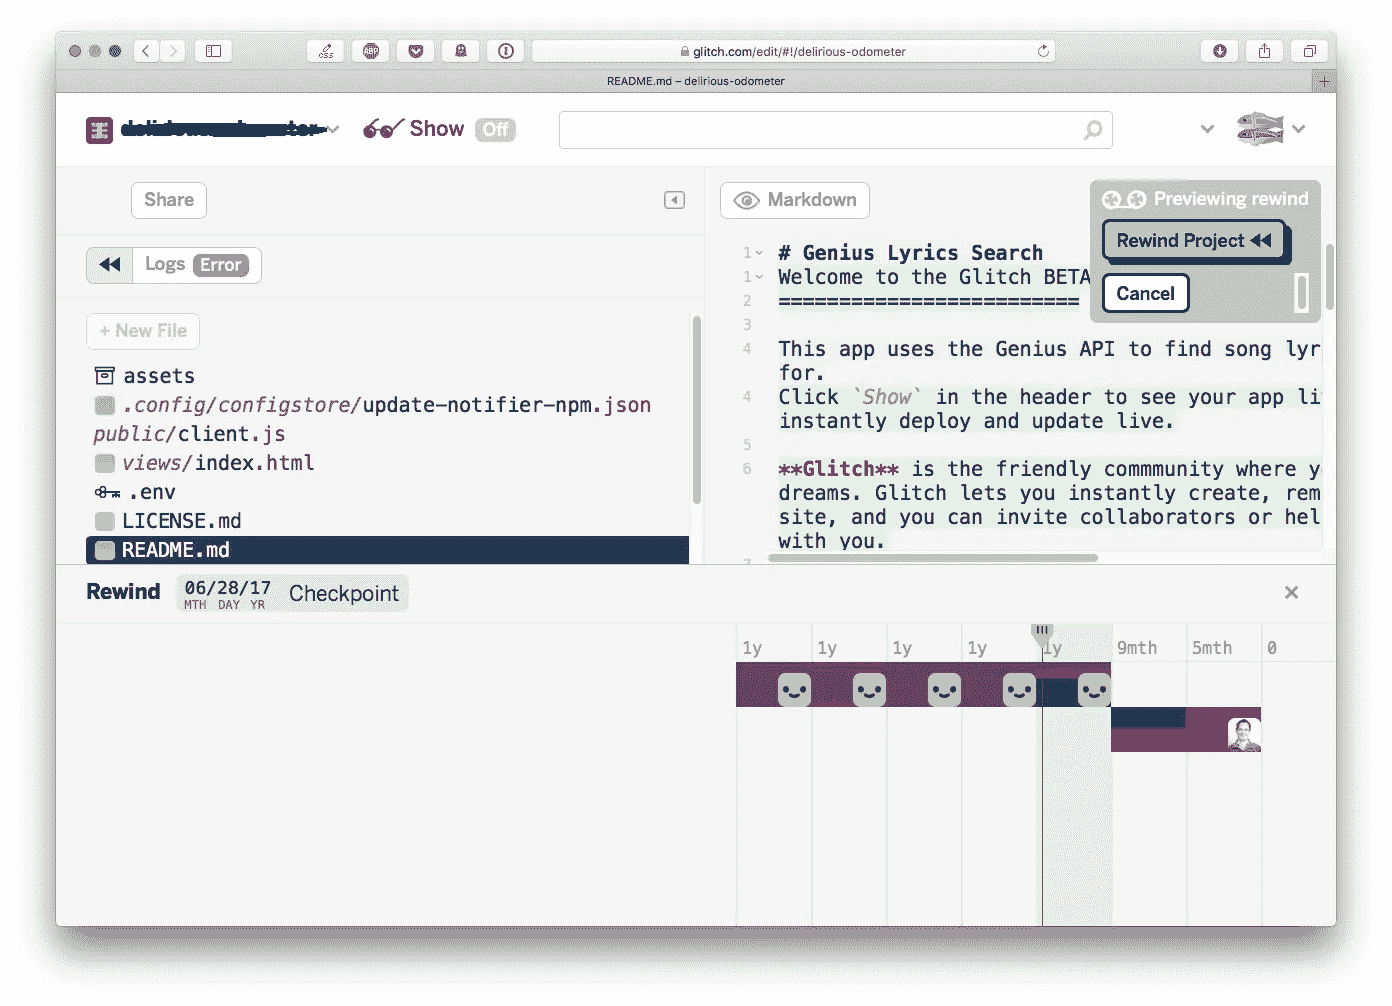 CSS
ABP
glitch.com/edit/#!/delirious-odometer
README.md – delirious-odometer
Show Off
Share
Markdown
Previewing rewind
Rewind Project
Cancel
Logs Error
+ New File
assets
.config/configstore/update-notifier-npm.json
public/client.js
views/index.html
.env
LICENSE.md
README.md
1 # Genius Lyrics Search
1 Welcome to the Glitch BETA
2 =========================
3
4 This app uses the Genius API to find song lyr
for.
4 Click `Show` in the header to see your app li
instantly deploy and update live.
5
6 **Glitch** is the friendly commmunity where y
dreams. Glitch lets you instantly create, rem
site, and you can invite collaborators or hel
with you.
Rewind 06/28/17 Checkpoint
MTH DAY YR
1y 1y 1y 1y 1y 9mth 5mth 0